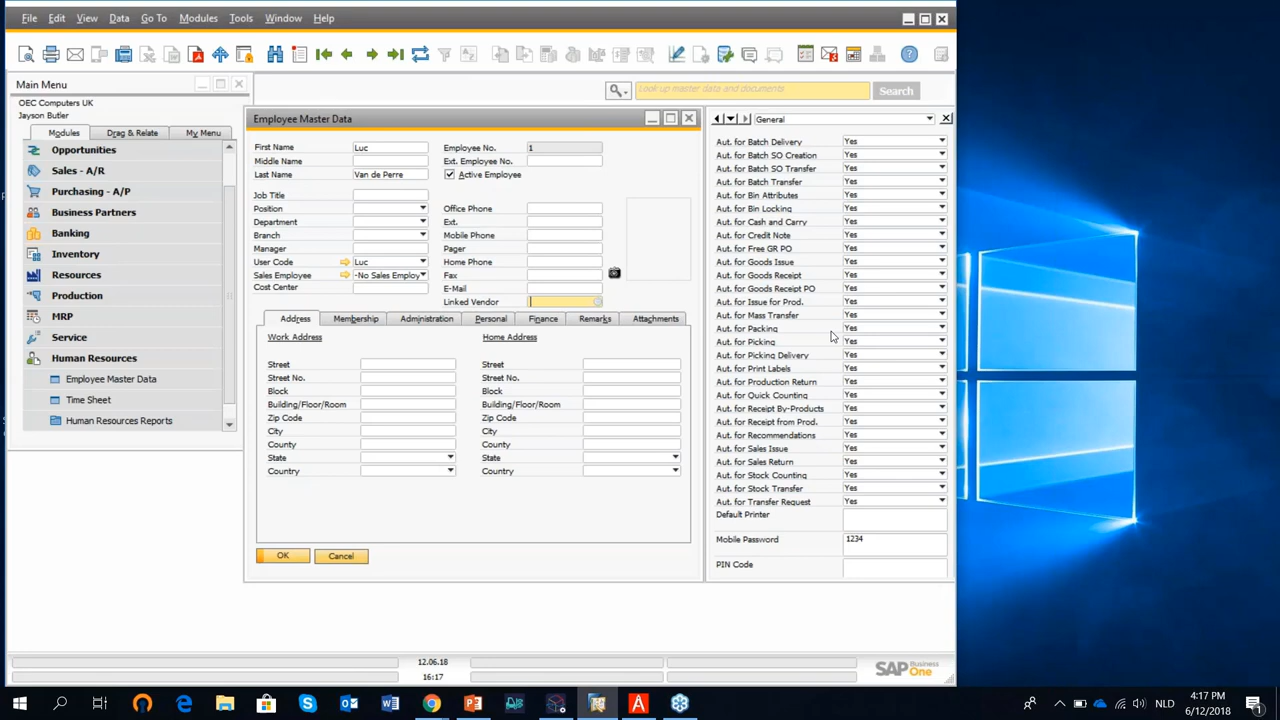 File Edit View Data Go To Modules Tools Window Help
Main Menu
OEC Computers UK
Jayson Butler
Modules Drag & Relate My Menu
Opportunities
Sales - A/R
Purchasing - A/P
Business Partners
Banking
Inventory
Resources
Production
MRP
Service
Human Resources
Employee Master Data
Time Sheet
Human Resources Reports
Look up master data and documents Search
Employee Master Data
First Name Luc Employee No. 1
Middle Name Ext. Employee No.
Last Name Van de Perre Active Employee
Job Title
Position Office Phone
Department Ext.
Branch Mobile Phone
Manager Pager
User Code Luc Home Phone
Sales Employee -No Sales Employ Fax
Cost Center E-Mail
Linked Vendor
Address Membership Administration Personal Finance Remarks Attachments
Work Address Home Address
Street Street
Street No. Street No.
Block Block
Building/Floor/Room Building/Floor/Room
Zip Code Zip Code
City City
County County
State State
Country Country
OK Cancel
General
Aut. for Batch Delivery Yes
Aut. for Batch SO Creation Yes
Aut. for Batch SO Transfer Yes
Aut. for Batch Transfer Yes
Aut. for Bin Attributes Yes
Aut. for Bin Locking Yes
Aut. for Cash and Carry Yes
Aut. for Credit Note Yes
Aut. for Free GR PO Yes
Aut. for Goods Issue Yes
Aut. for Goods Receipt Yes
Aut. for Goods Receipt PO Yes
Aut. for Issue for Prod. Yes
Aut. for Mass Transfer Yes
Aut. for Packing Yes
Aut. for Picking Yes
Aut. for Picking Delivery Yes
Aut. for Print Labels Yes
Aut. for Production Return Yes
Aut. for Quick Counting Yes
Aut. for Receipt By-Products Yes
Aut. for Receipt from Prod. Yes
Aut. for Recommendations Yes
Aut. for Sales Issue Yes
Aut. for Sales Return Yes
Aut. for Stock Counting Yes
Aut. for Stock Transfer Yes
Aut. for Transfer Request Yes
Default Printer
Mobile Password 1234
PIN Code
12.06.18
16:17
SAP Business One
NLD
4:17 PM
6/12/2018